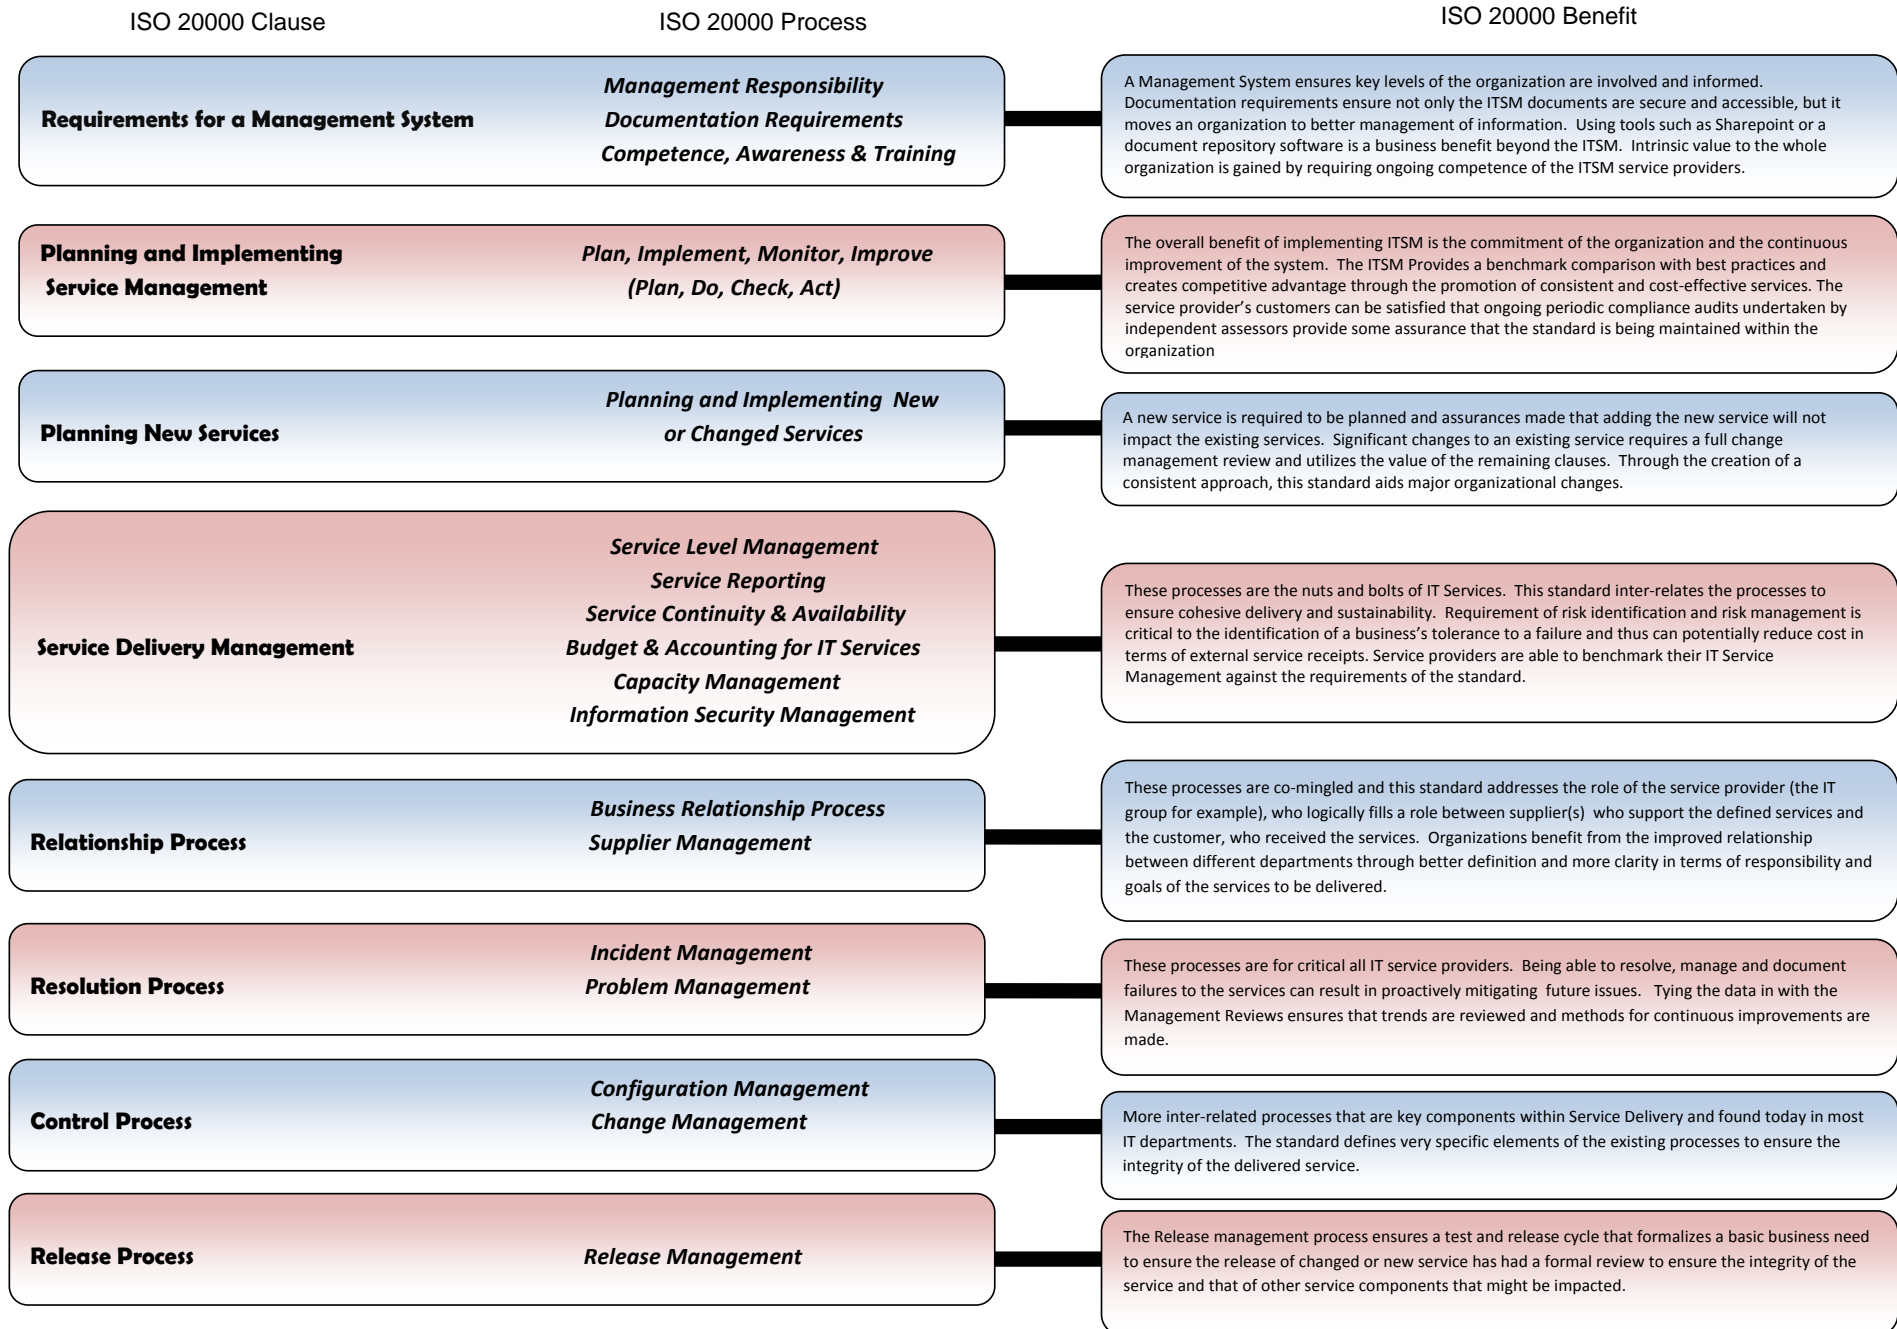 ISO 20000 Clause
ISO 20000 Process
ISO 20000 Benefit
Requirements for a Management System
Management Responsibility
Documentation Requirements
Competence, Awareness & Training
A Management System ensures key levels of the organization are involved and informed.
Documentation requirements ensure not only the ITSM documents are secure and accessible, but it
moves an organization to better management of information.  Using tools such as Sharepoint or a
document repository software is a business benefit beyond the ITSM.  Intrinsic value to the whole
organization is gained by requiring ongoing competence of the ITSM service providers.
Planning and Implementing
Service Management
Plan, Implement, Monitor, Improve
(Plan, Do, Check, Act)
The overall benefit of implementing ITSM is the commitment of the organization and the continuous
improvement of the system.  The ITSM Provides a benchmark comparison with best practices and
creates competitive advantage through the promotion of consistent and cost-effective services. The
service provider’s customers can be satisfied that ongoing periodic compliance audits undertaken by
independent assessors provide some assurance that the standard is being maintained within the
organization
Planning New Services
Planning and Implementing  New
or Changed Services
A new service is required to be planned and assurances made that adding the new service will not
impact the existing services.  Significant changes to an existing service requires a full change
management review and utilizes the value of the remaining clauses.  Through the creation of a
consistent approach, this standard aids major organizational changes.
Service Delivery Management
Service Level Management
Service Reporting
Service Continuity & Availability
Budget & Accounting for IT Services
Capacity Management
Information Security Management
These processes are the nuts and bolts of IT Services.  This standard inter-relates the processes to
ensure cohesive delivery and sustainability.  Requirement of risk identification and risk management is
critical to the identification of a business’s tolerance to a failure and thus can potentially reduce cost in
terms of external service receipts. Service providers are able to benchmark their IT Service
Management against the requirements of the standard.
Relationship Process
Business Relationship Process
Supplier Management
These processes are co-mingled and this standard addresses the role of the service provider (the IT
group for example), who logically fills a role between supplier(s)  who support the defined services and
the customer, who received the services.  Organizations benefit from the improved relationship
between different departments through better definition and more clarity in terms of responsibility and
goals of the services to be delivered.
Resolution Process
Incident Management
Problem Management
These processes are for critical all IT service providers.  Being able to resolve, manage and document
failures to the services can result in proactively mitigating  future issues.   Tying the data in with the
Management Reviews ensures that trends are reviewed and methods for continuous improvements are
made.
Control Process
Configuration Management
Change Management
More inter-related processes that are key components within Service Delivery and found today in most
IT departments.  The standard defines very specific elements of the existing processes to ensure the
integrity of the delivered service.
Release Process
Release Management
The Release management process ensures a test and release cycle that formalizes a basic business need
to ensure the release of changed or new service has had a formal review to ensure the integrity of the
service and that of other service components that might be impacted.